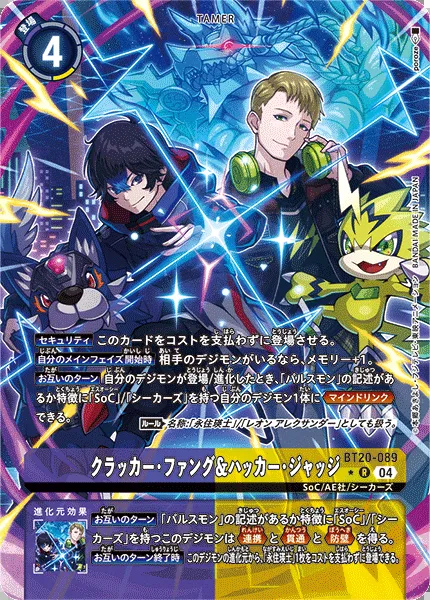 TAMER
登場
4
poroze
【セキュリティ】このカードをコストを支払わずに登場させる。
【自分のメインフェイズ開始時】相手のデジモンがいるなら、メモリー+1。
【お互いのターン】自分のデジモンが登場/進化したとき、「パルスモン」の記述があ
るか特徴に「SoC」/「シーカーズ」を持つ自分のデジモン1体に《マインドリンク》
できる。
ルール 名称:「永住瑛士」/「レオン アレクサンダー」としても扱う。
BT20-089
クラッカー・ファング&ハッカー・ジャッジ
R 04
SoC/AE社/シーカーズ
進化元効果
【お互いのターン】「パルスモン」の記述があるか特徴に「SoC」/「シー
カーズ」を持つこのデジモンは《連携》と《貫通》と《防壁》を得る。
【お互いのターン終了時】このデジモンの進化元から、「永住瑛士」1枚をコストを支払わずに登場できる。
BANDAI MADE IN JAPAN